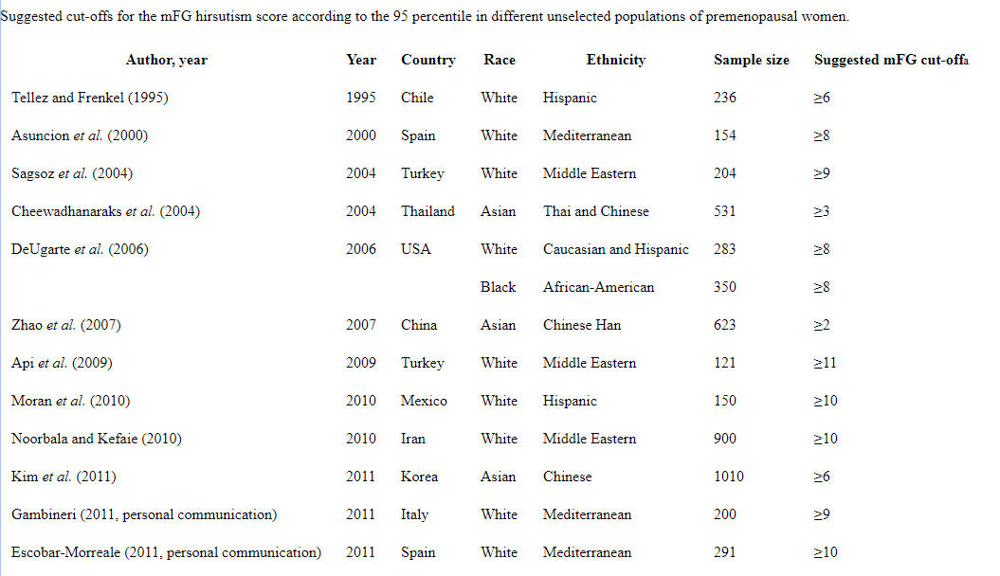 Suggested cut-offs for the mFG hirsutism score according to the 95 percentile in different unselected populations of premenopausal women.
Author, year Year Country Race Ethnicity Sample size Suggested mFG cut-offa
Tellez and Frenkel (1995) 1995 Chile White Hispanic 236 ≥6
Asuncion et al. (2000) 2000 Spain White Mediterranean 154 ≥8
Sagsoz et al. (2004) 2004 Turkey White Middle Eastern 204 ≥9
Cheewadhanaraks et al. (2004) 2004 Thailand Asian Thai and Chinese 531 ≥3
DeUgarte et al. (2006) 2006 USA White Caucasian and Hispanic 283 ≥8
Black African-American 350 ≥8
Zhao et al. (2007) 2007 China Asian Chinese Han 623 ≥2
Api et al. (2009) 2009 Turkey White Middle Eastern 121 ≥11
Moran et al. (2010) 2010 Mexico White Hispanic 150 ≥10
Noorbala and Kefaie (2010) 2010 Iran White Middle Eastern 900 ≥10
Kim et al. (2011) 2011 Korea Asian Chinese 1010 ≥6
Gambineri (2011, personal communication) 2011 Italy White Mediterranean 200 ≥9
Escobar-Morreale (2011, personal communication) 2011 Spain White Mediterranean 291 ≥10